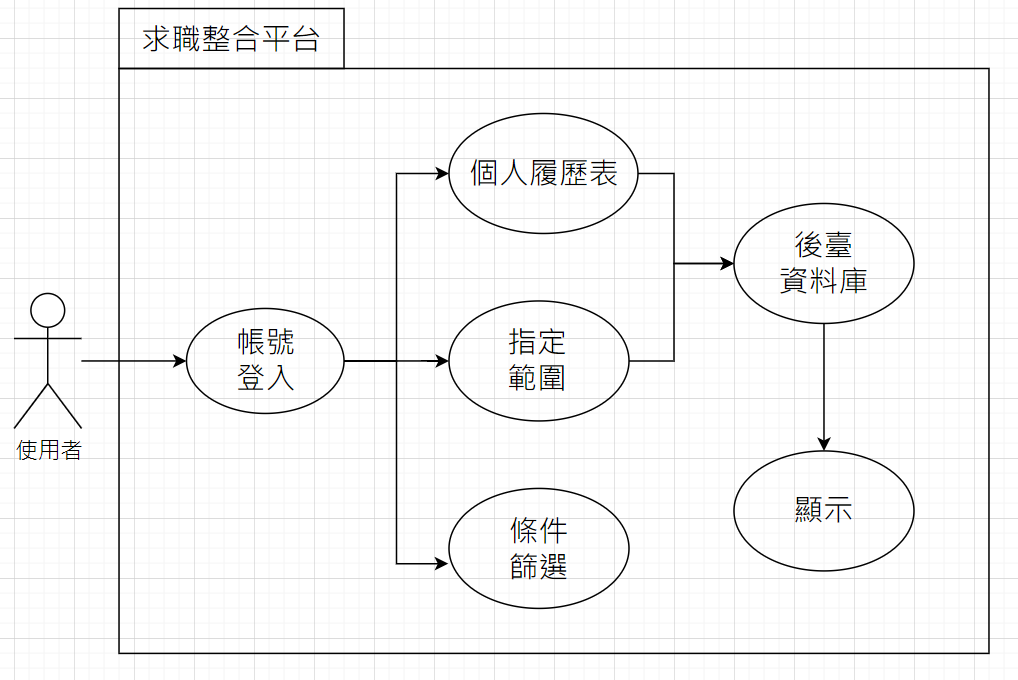 求職整合平台
使用者
帳號
登入
個人履歷表
指定
範圍
條件
篩選
後臺
資料庫
顯示